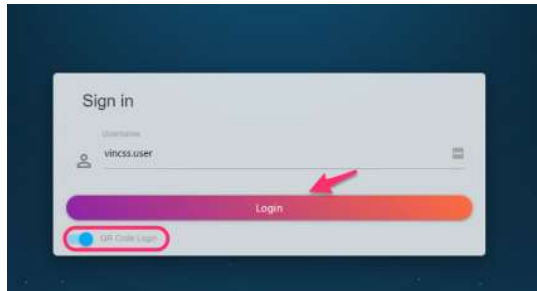 Sign in
Username
vincss.user
Login
QR Code Login